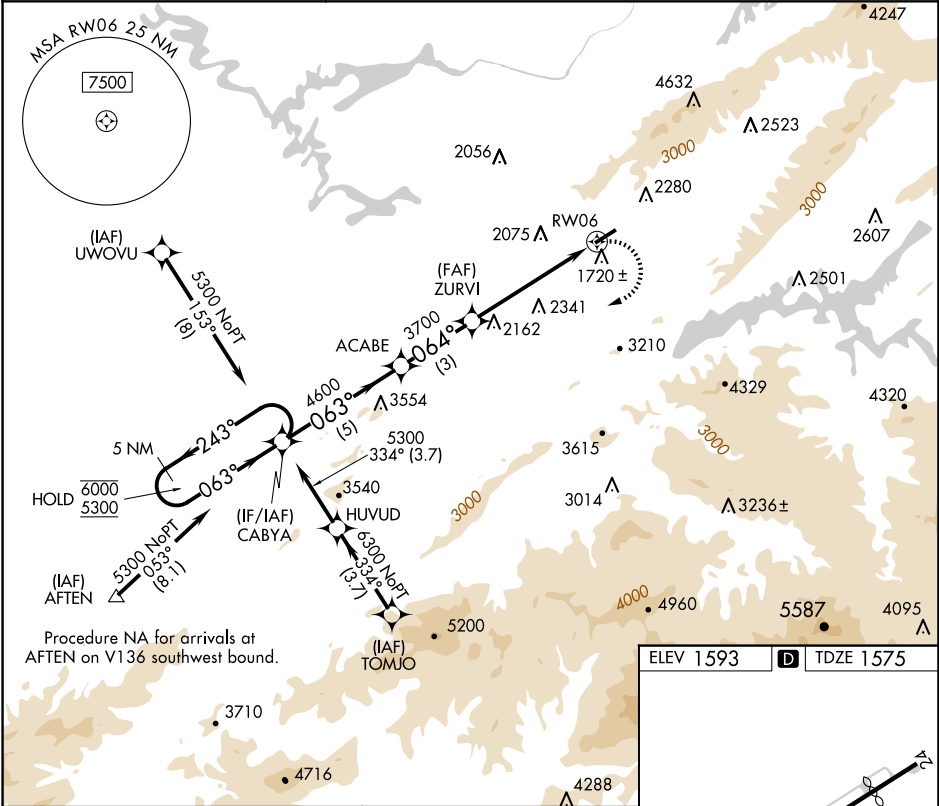 MSA RW06 25 NM
7500
4247
4632
2523
2056
3000
2280
3000
RW06
2075
2607
(IAF)
UWOVU
1720 ±
2501
(FAF)
ZURVI
5300 NoPT
153°
(8)
2341
2162
3700
064°
(3)
ACABE
3210
4329
4320
4600
063°
(5)
3554
5 NM
243°
063°
3615
3000
5300
334° (3.7)
HOLD 6000
5300
3540
3014
3236±
HUVUD
3000
(IF/IAF)
CABYA
5300 NoPT
053°
(8.1)
6300 NoPT
334°
(3.7)
(IAF)
AFTEN
4000
4960
5587
4095
5200
Procedure NA for arrivals at
AFTEN on V136 southwest bound.
(IAF)
TOMJO
ELEV 1593
D
TDZE 1575
3710
4716
4288
24